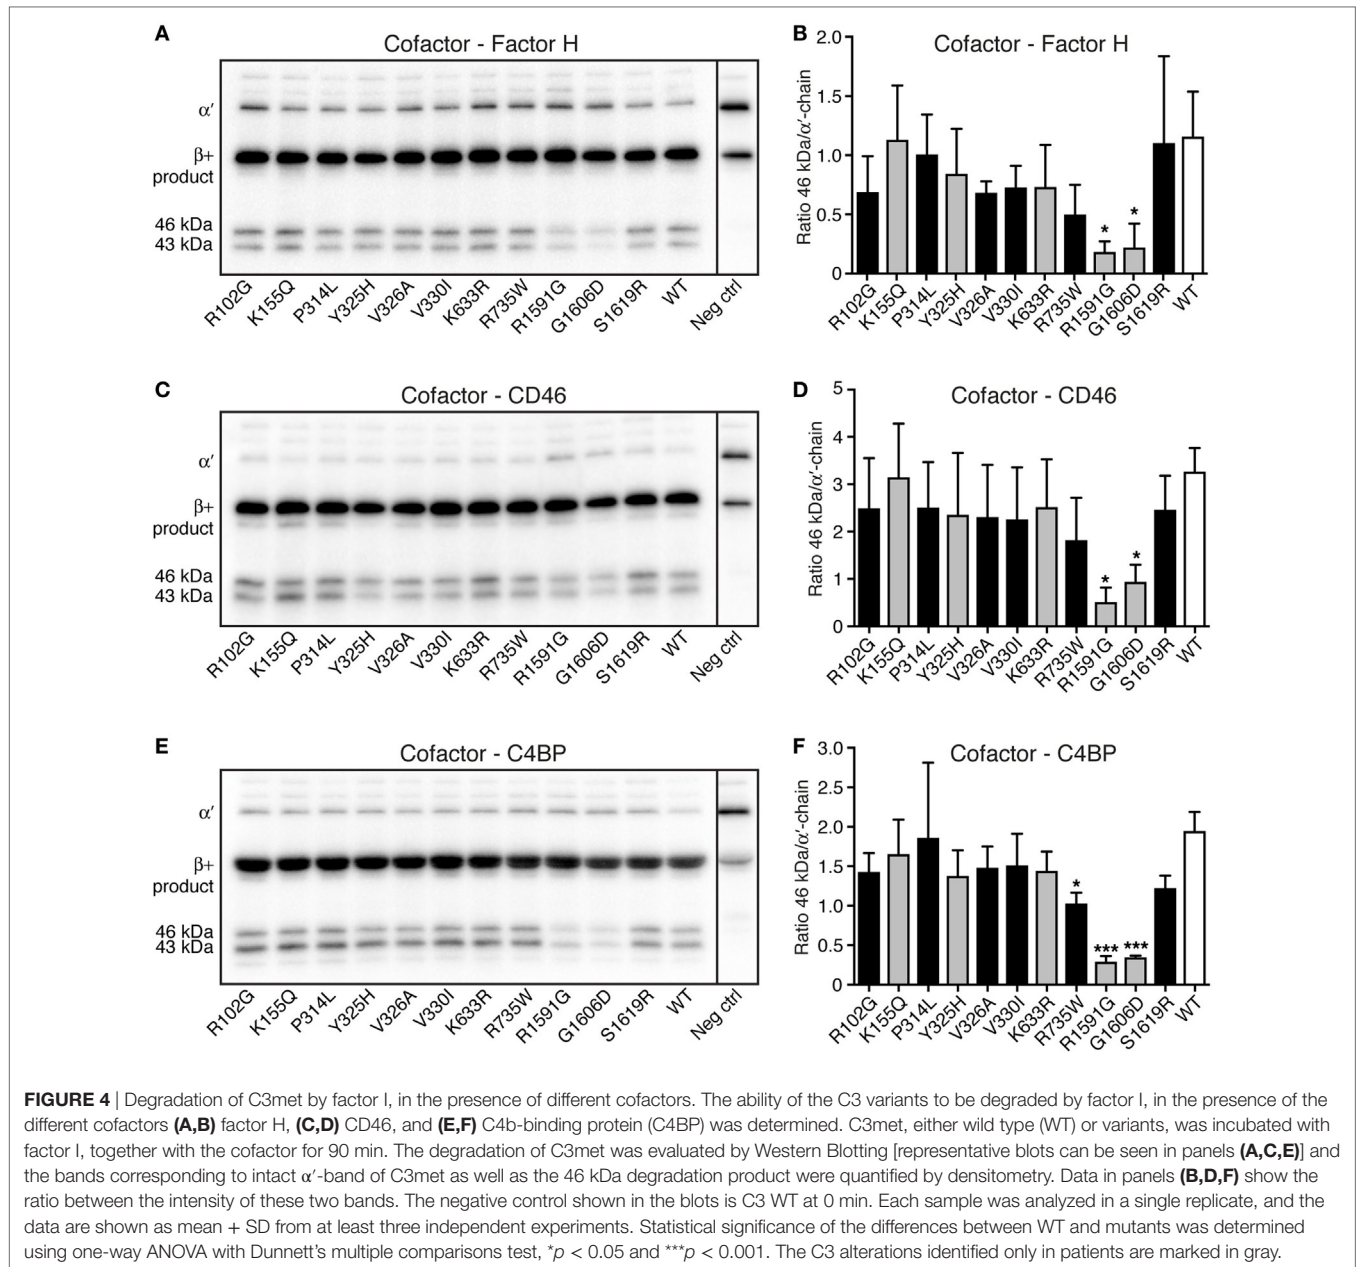 A
Cofactor - Factor H
α′
β+
product
46 kDa
43 kDa
R102G
K155Q
P314L
Y325H
V326A
V330I
K633R
R735W
R1591G
G1606D
S1619R
WT
Neg ctrl
B
Cofactor - Factor H
Ratio 46 kDa/α′-chain
2.0
1.5
1.0
0.5
0
*
*
R102G
K155Q
P314L
Y325H
V326A
V330I
K633R
R735W
R1591G
G1606D
S1619R
WT
C
Cofactor - CD46
α′
β+
product
46 kDa
43 kDa
R102G
K155Q
P314L
Y325H
V326A
V330I
K633R
R735W
R1591G
G1606D
S1619R
WT
Neg ctrl
D
Cofactor - CD46
Ratio 46 kDa/α′-chain
5
4
3
2
1
0
*
*
R102G
K155Q
P314L
Y325H
V326A
V330I
K633R
R735W
R1591G
G1606D
S1619R
WT
E
Cofactor - C4BP
α′
β+
product
46 kDa
43 kDa
R102G
K155Q
P314L
Y325H
V326A
V330I
K633R
R735W
R1591G
G1606D
S1619R
WT
Neg ctrl
F
Cofactor - C4BP
Ratio 46 kDa/α′-chain
3.0
2.5
2.0
1.5
1.0
0.5
0
*
***
***
R102G
K155Q
P314L
Y325H
V326A
V330I
K633R
R735W
R1591G
G1606D
S1619R
WT
FIGURE 4 | Degradation of C3met by factor I, in the presence of different cofactors. The ability of the C3 variants to be degraded by factor I, in the presence of the
different cofactors (A,B) factor H, (C,D) CD46, and (E,F) C4b-binding protein (C4BP) was determined. C3met, either wild type (WT) or variants, was incubated with
factor I, together with the cofactor for 90 min. The degradation of C3met was evaluated by Western Blotting [representative blots can be seen in panels (A,C,E)] and
the bands corresponding to intact α′-band of C3met as well as the 46 kDa degradation product were quantified by densitometry. Data in panels (B,D,F) show the
ratio between the intensity of these two bands. The negative control shown in the blots is C3 WT at 0 min. Each sample was analyzed in a single replicate, and the
data are shown as mean + SD from at least three independent experiments. Statistical significance of the differences between WT and mutants was determined
using one-way ANOVA with Dunnett's multiple comparisons test, *p < 0.05 and ***p < 0.001. The C3 alterations identified only in patients are marked in gray.